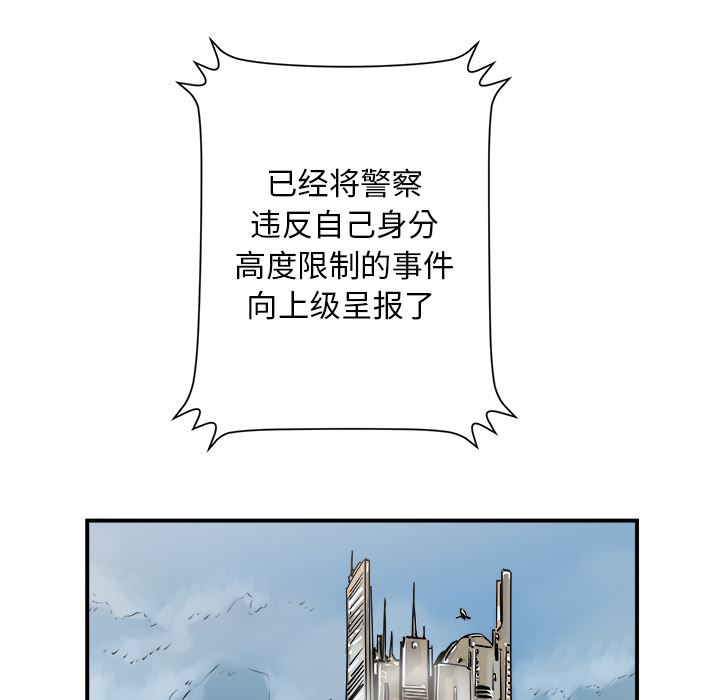 已经将警察
违反自己身分
高度限制的事件
向上级呈报了